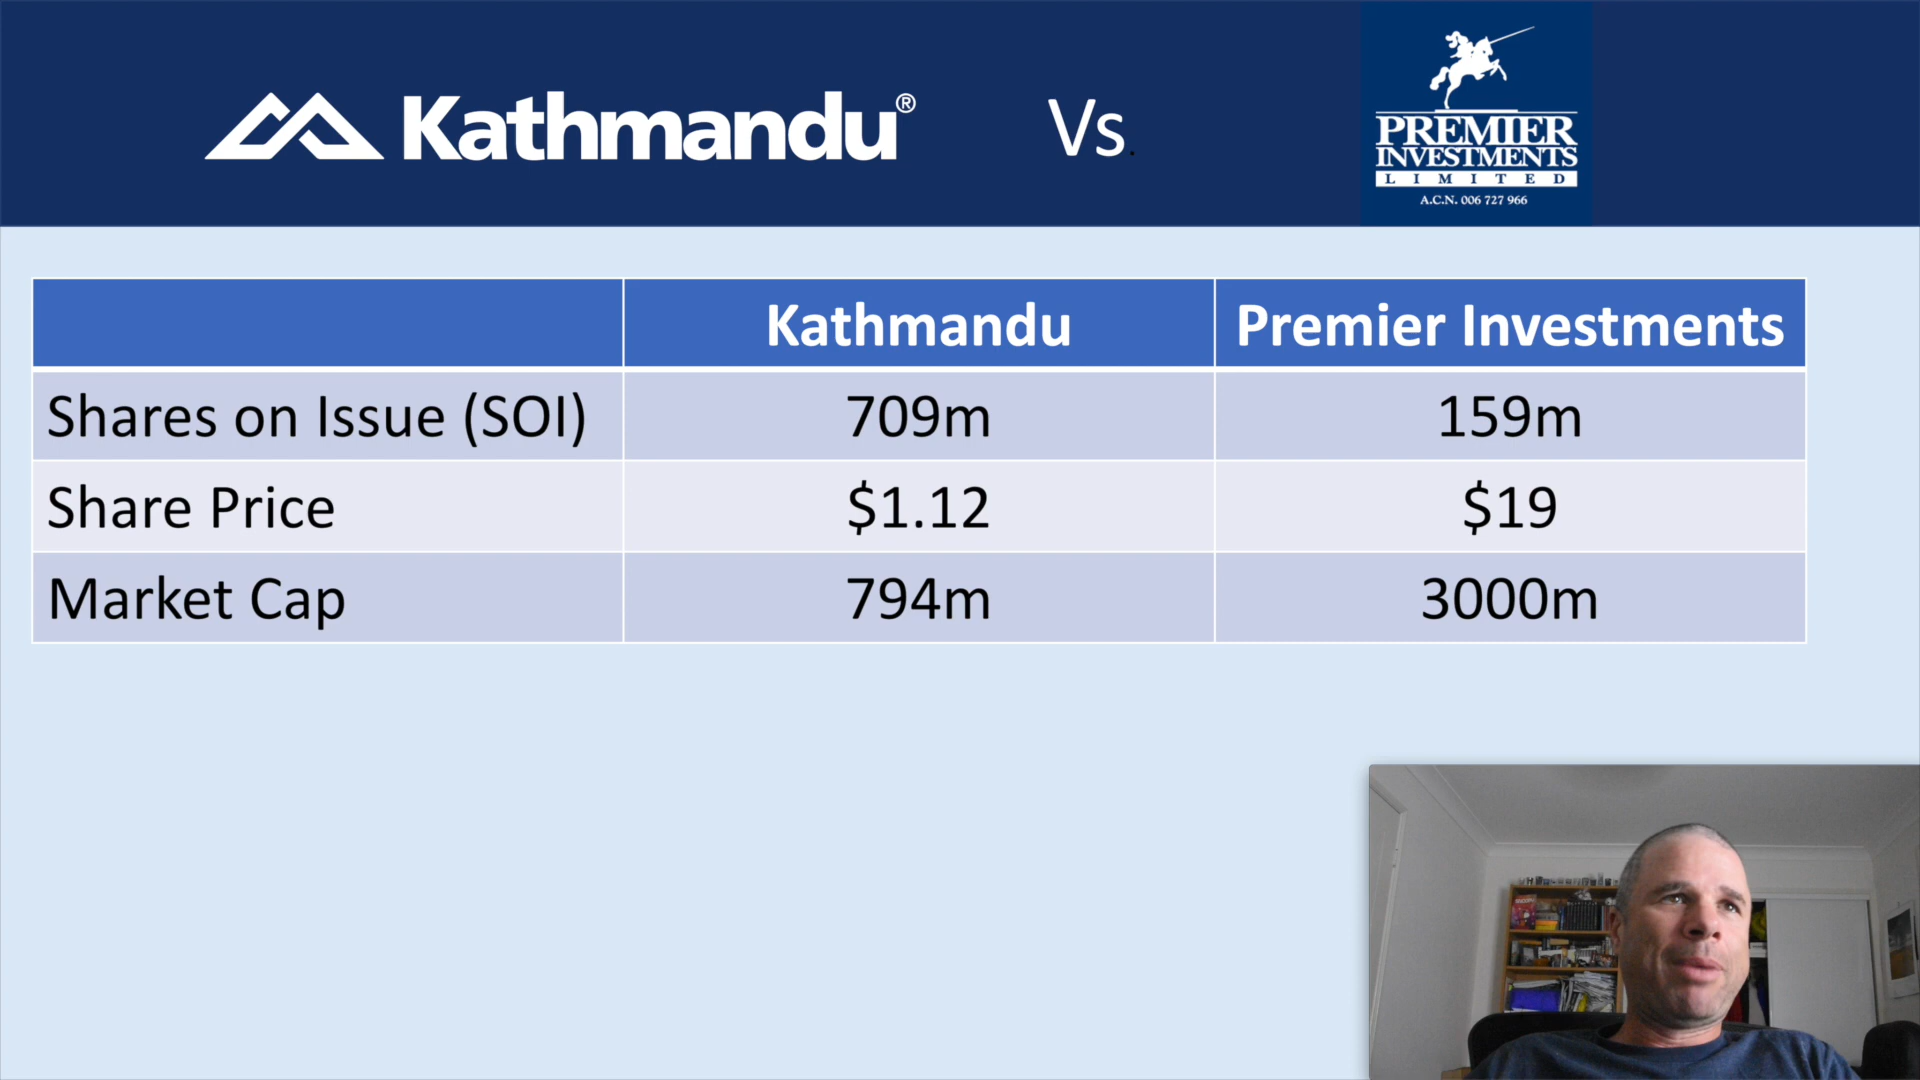 Kathmandu®
Vs.
PREMIER
INVESTMENTS
LIMITED
A.C.N. 006 727 966
Kathmandu Premier Investments
Shares on Issue (SOI) 709m 159m
Share Price $1.12 $19
Market Cap 794m 3000m